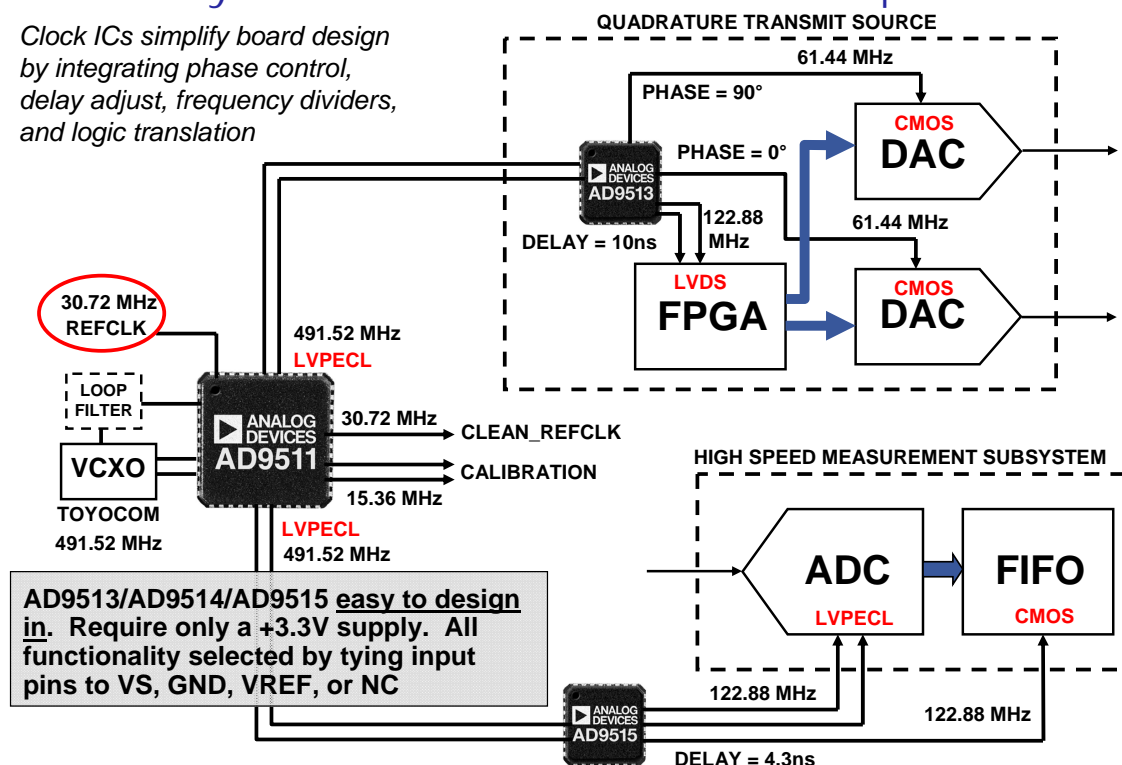 QUADRATURE TRANSMIT SOURCE
Clock ICs simplify board design
by integrating phase control,
delay adjust, frequency dividers,
and logic translation
61.44 MHz
PHASE = 90°
CMOS
DAC
PHASE = 0°
ANALOG
DEVICES
AD9513
122.88
MHz
61.44 MHz
DELAY = 10ns
LVDS
FPGA
CMOS
DAC
30.72 MHz
REFCLK
491.52 MHz
LVPECL
LOOP
FILTER
ANALOG
DEVICES
AD9511
30.72 MHz
CLEAN_REFCLK
VCXO
CALIBRATION
15.36 MHz
TOYOCOM
491.52 MHz
LVPECL
491.52 MHz
HIGH SPEED MEASUREMENT SUBSYSTEM
ADC
LVPECL
FIFO
CMOS
AD9513/AD9514/AD9515 easy to design
in. Require only a +3.3V supply. All
functionality selected by tying input
pins to VS, GND, VREF, or NC
122.88 MHz
122.88 MHz
ANALOG
DEVICES
AD9515
DELAY = 4.3ns